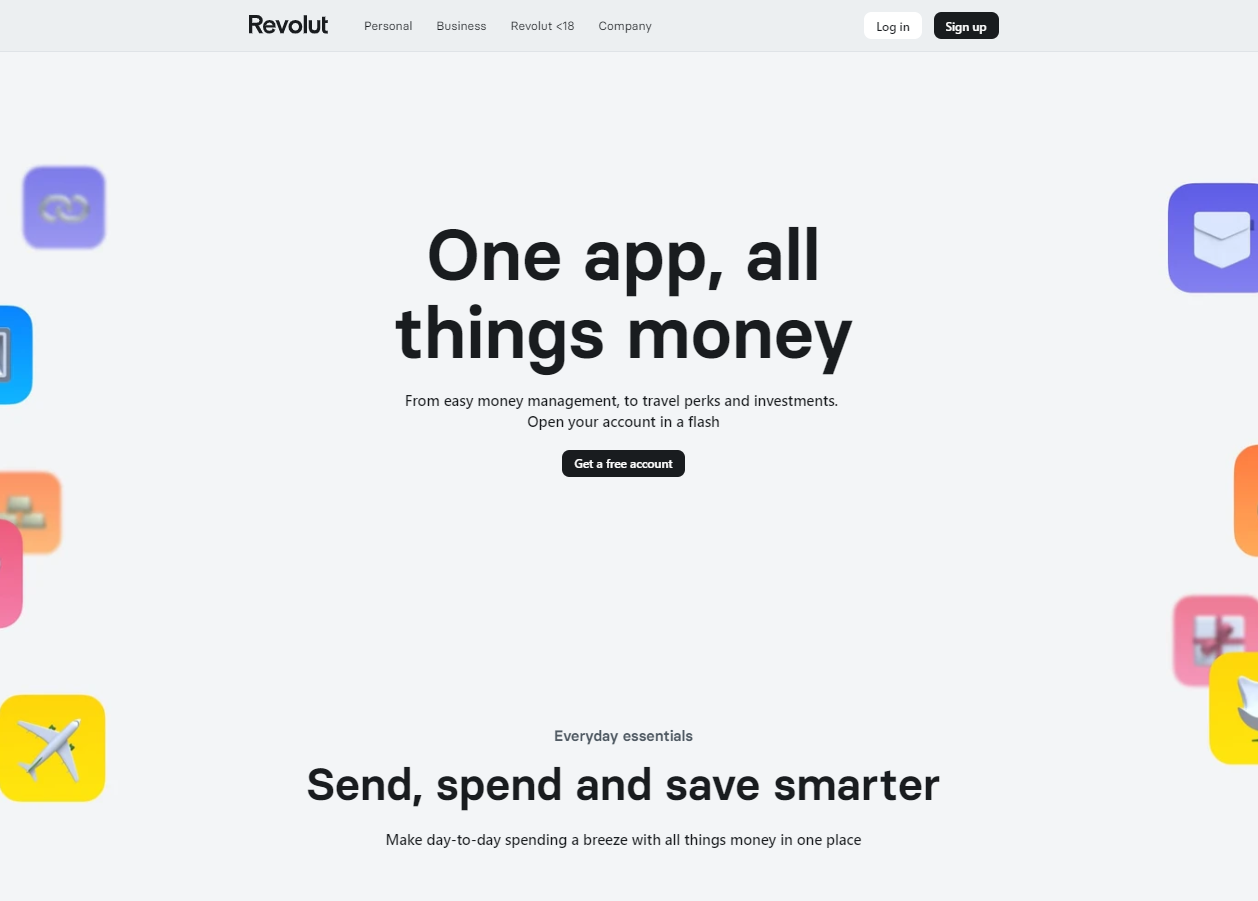 Revolut
Personal
Business
Revolut <18
Company
Log in
Sign up
One app, all
things money
From easy money management, to travel perks and investments.
Open your account in a flash
Get a free account
Everyday essentials
Send, spend and save smarter
Make day-to-day spending a breeze with all things money in one place